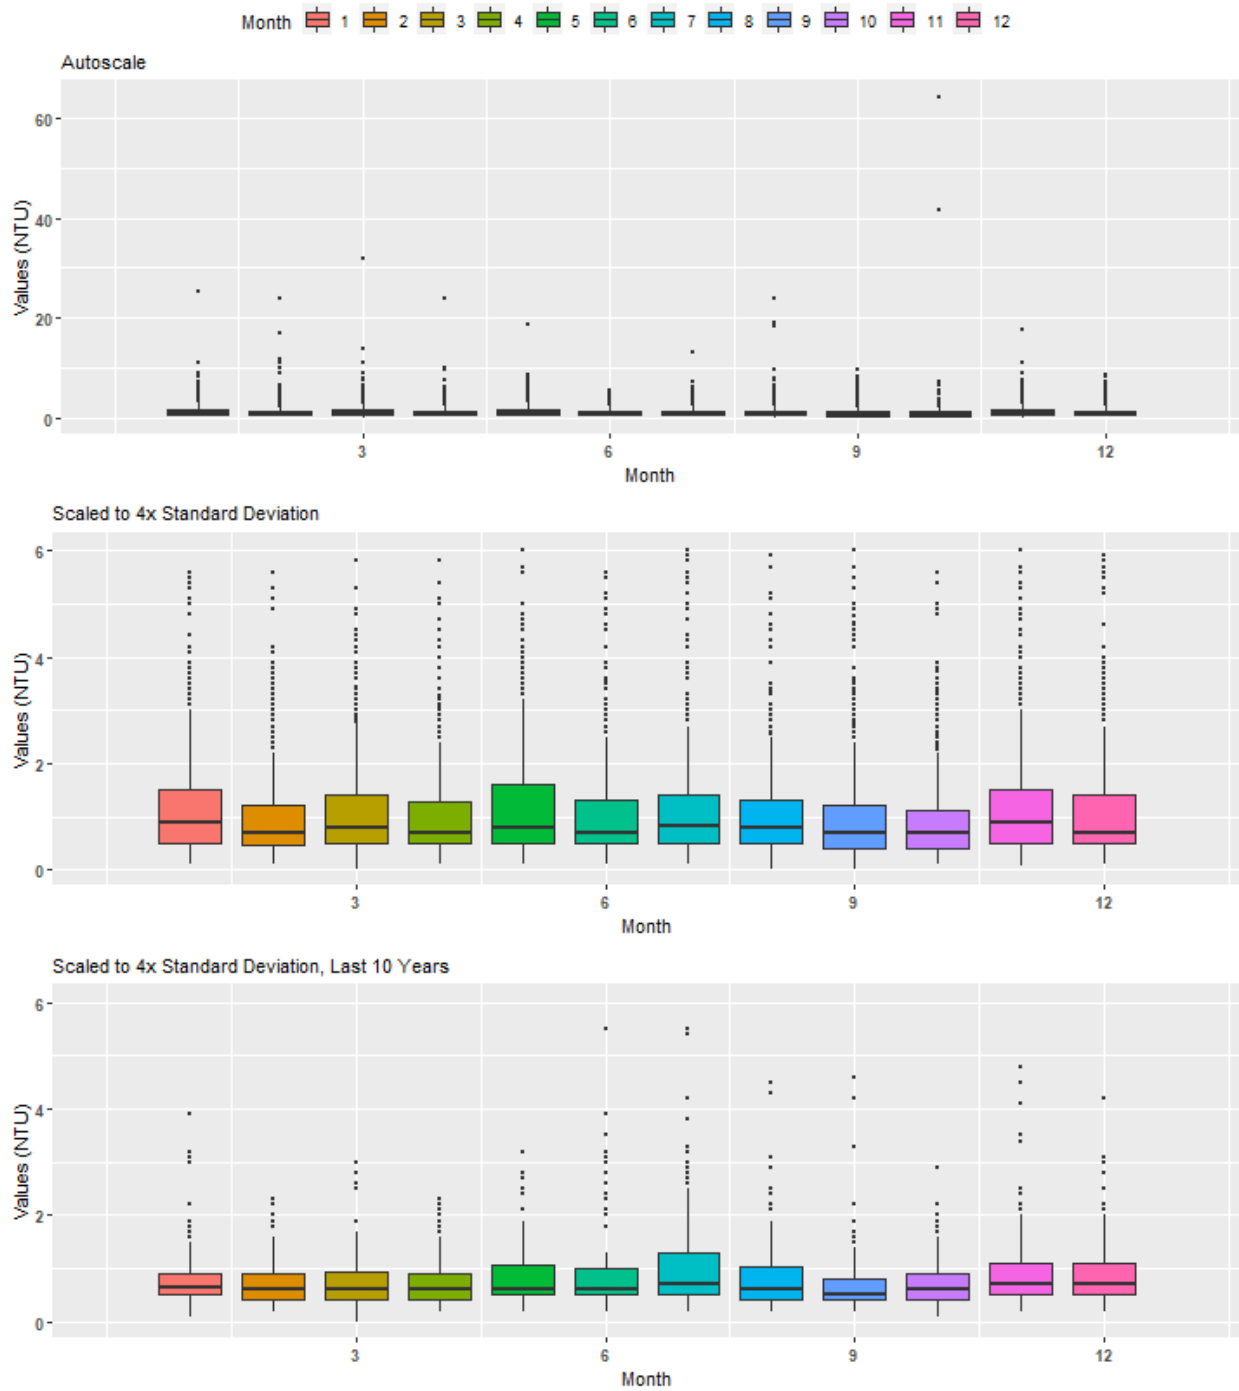 Month 1 2 3 4 5 6 7 8 9 10 11 12
Autoscale
Values (NTU)
60
40
20
0
3 6 9 12
Month
Scaled to 4x Standard Deviation
Values (NTU)
6
4
2
0
3 6 9 12
Month
Scaled to 4x Standard Deviation, Last 10 Years
Values (NTU)
6
4
2
0
3 6 9 12
Month